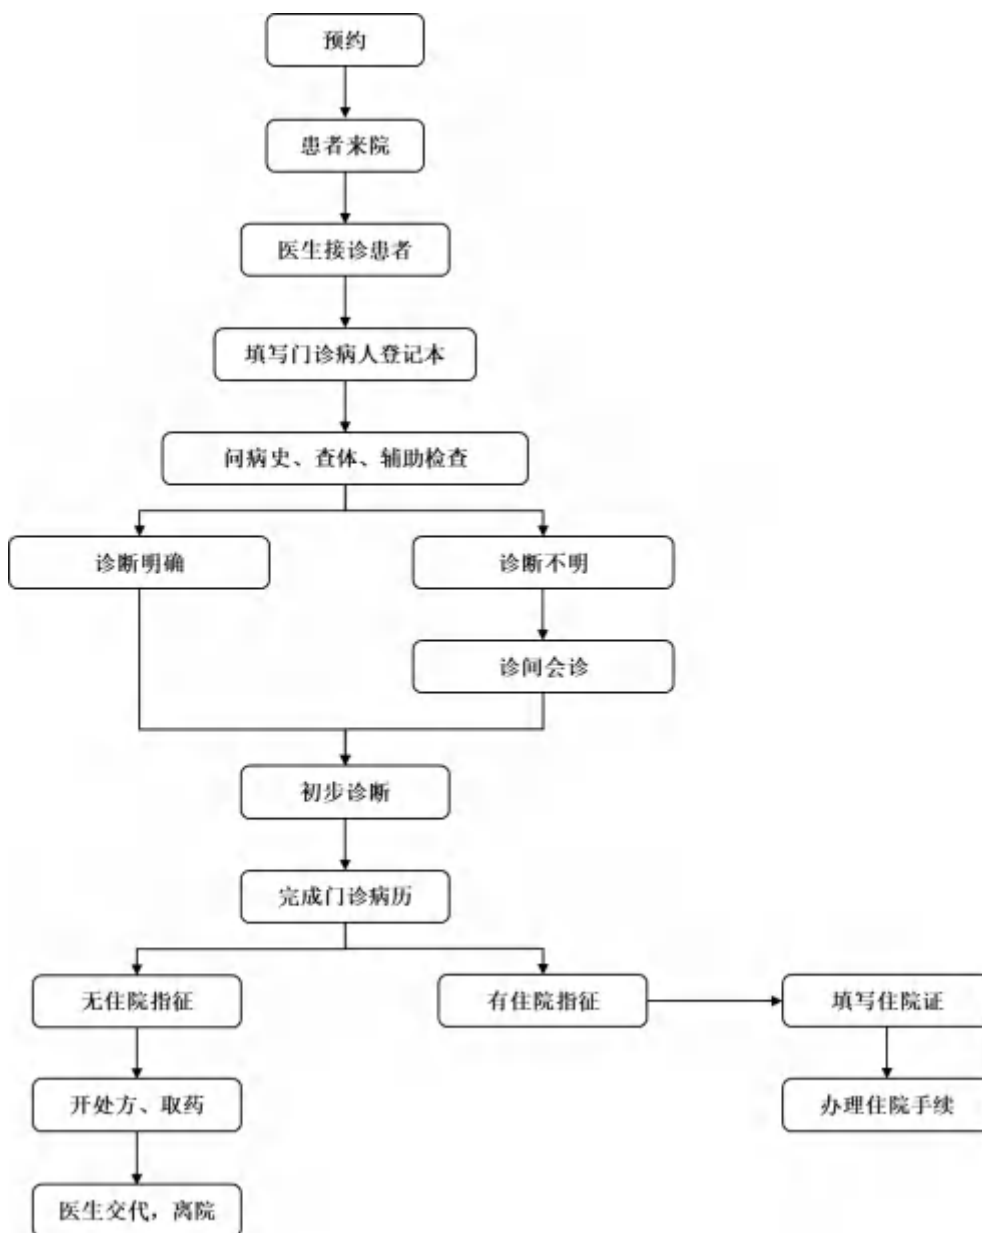 预约
患者来院
医生接诊患者
填写门诊病人登记本
问病史、查体、辅助检查
诊断明确
诊断不明
诊间会诊
初步诊断
完成门诊病历
无住院指征
有住院指征
填写住院证
开处方、取药
办理住院手续
医生交代，离院